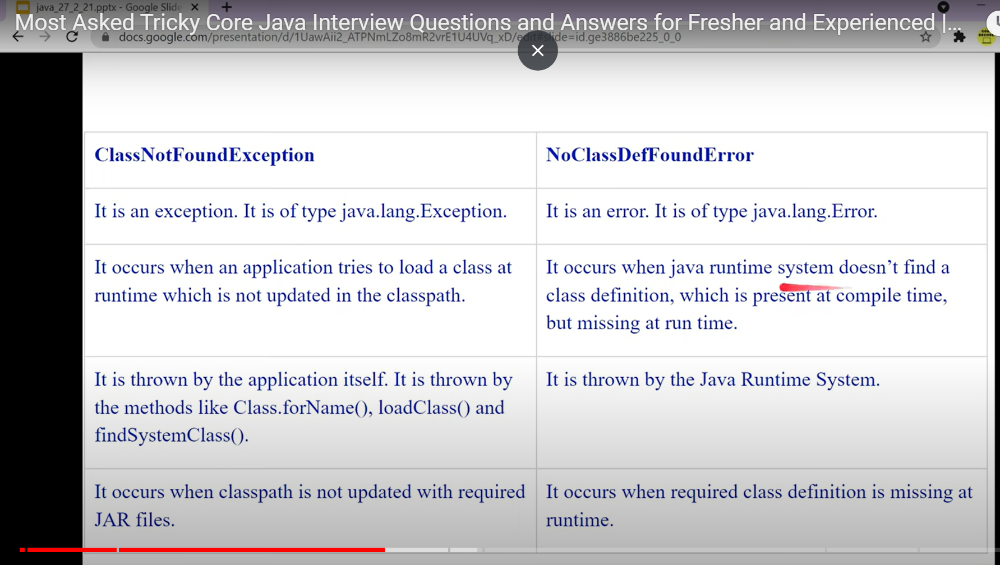 java_27_2_21.pptx - Google Slide
Most Asked Tricky Core Java Interview Questions and Answers for Fresher and Experienced |...
docs.google.com/presentation/d/1UawAii2_ATPNmLZo8mR2vrE1U4UVq_xD/edit#slide=id.ge3886be225_0_0
ClassNotFoundException
NoClassDefFoundError
It is an exception. It is of type java.lang.Exception.
It is an error. It is of type java.lang.Error.
It occurs when an application tries to load a class at
runtime which is not updated in the classpath.
It occurs when java runtime system doesn’t find a
class definition, which is present at compile time,
but missing at run time.
It is thrown by the application itself. It is thrown by
the methods like Class.forName(), loadClass() and
findSystemClass().
It is thrown by the Java Runtime System.
It occurs when classpath is not updated with required
JAR files.
It occurs when required class definition is missing at
runtime.